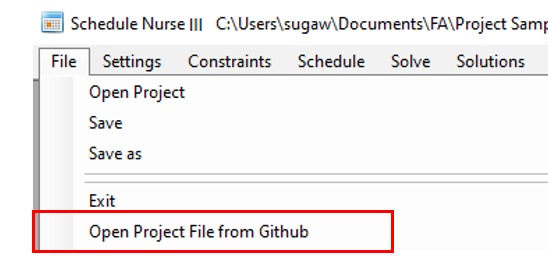 Schedule Nurse III C:\Users\sugaw\Documents\FA\Project Samp
File Settings Constraints Schedule Solve Solutions
Open Project
Save
Save as
Exit
Open Project File from Github